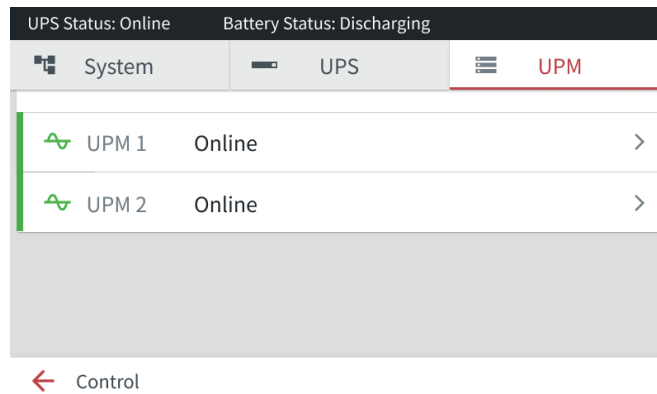 UPS Status: Online Battery Status: Discharging
System UPS UPM
UPM 1 Online
UPM 2 Online
Control